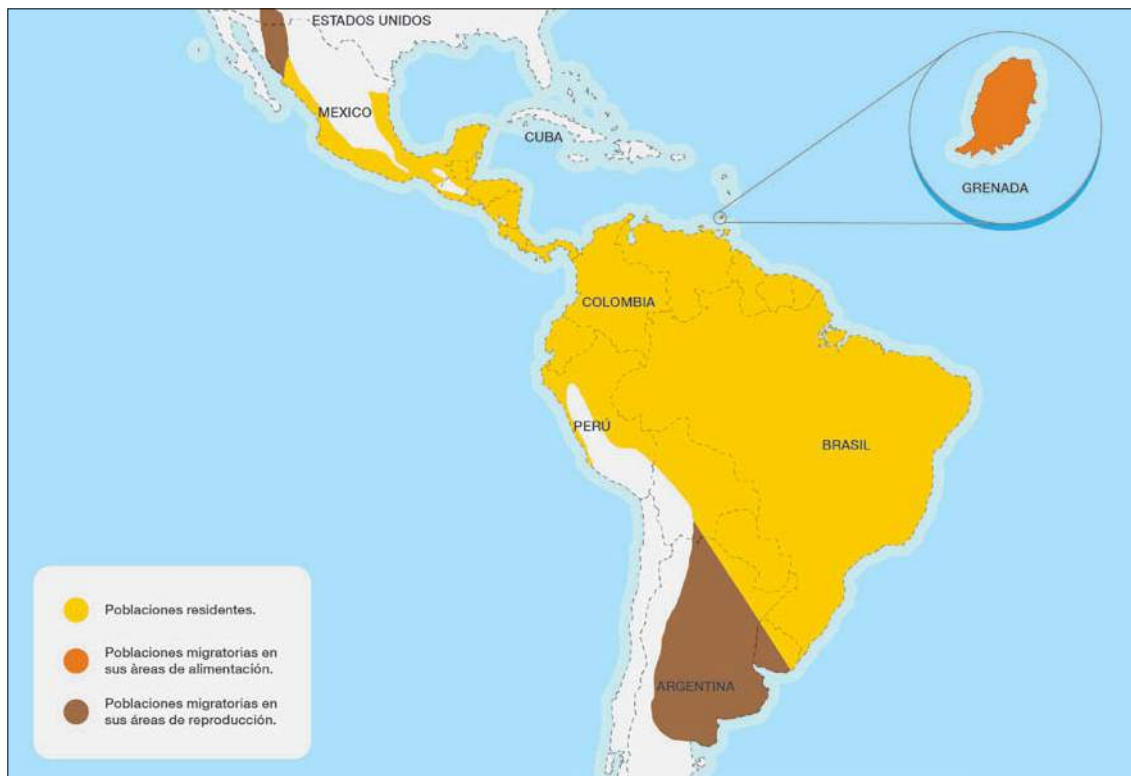 ESTADOS UNIDOS
MEXICO
CUBA
GRENADA
COLOMBIA
PERÚ
BRASIL
ARGENTINA
Poblaciones residentes.
Poblaciones migratorias en
sus àreas de alimentación.
Poblaciones migratorias en
sus áreas de reproducción.